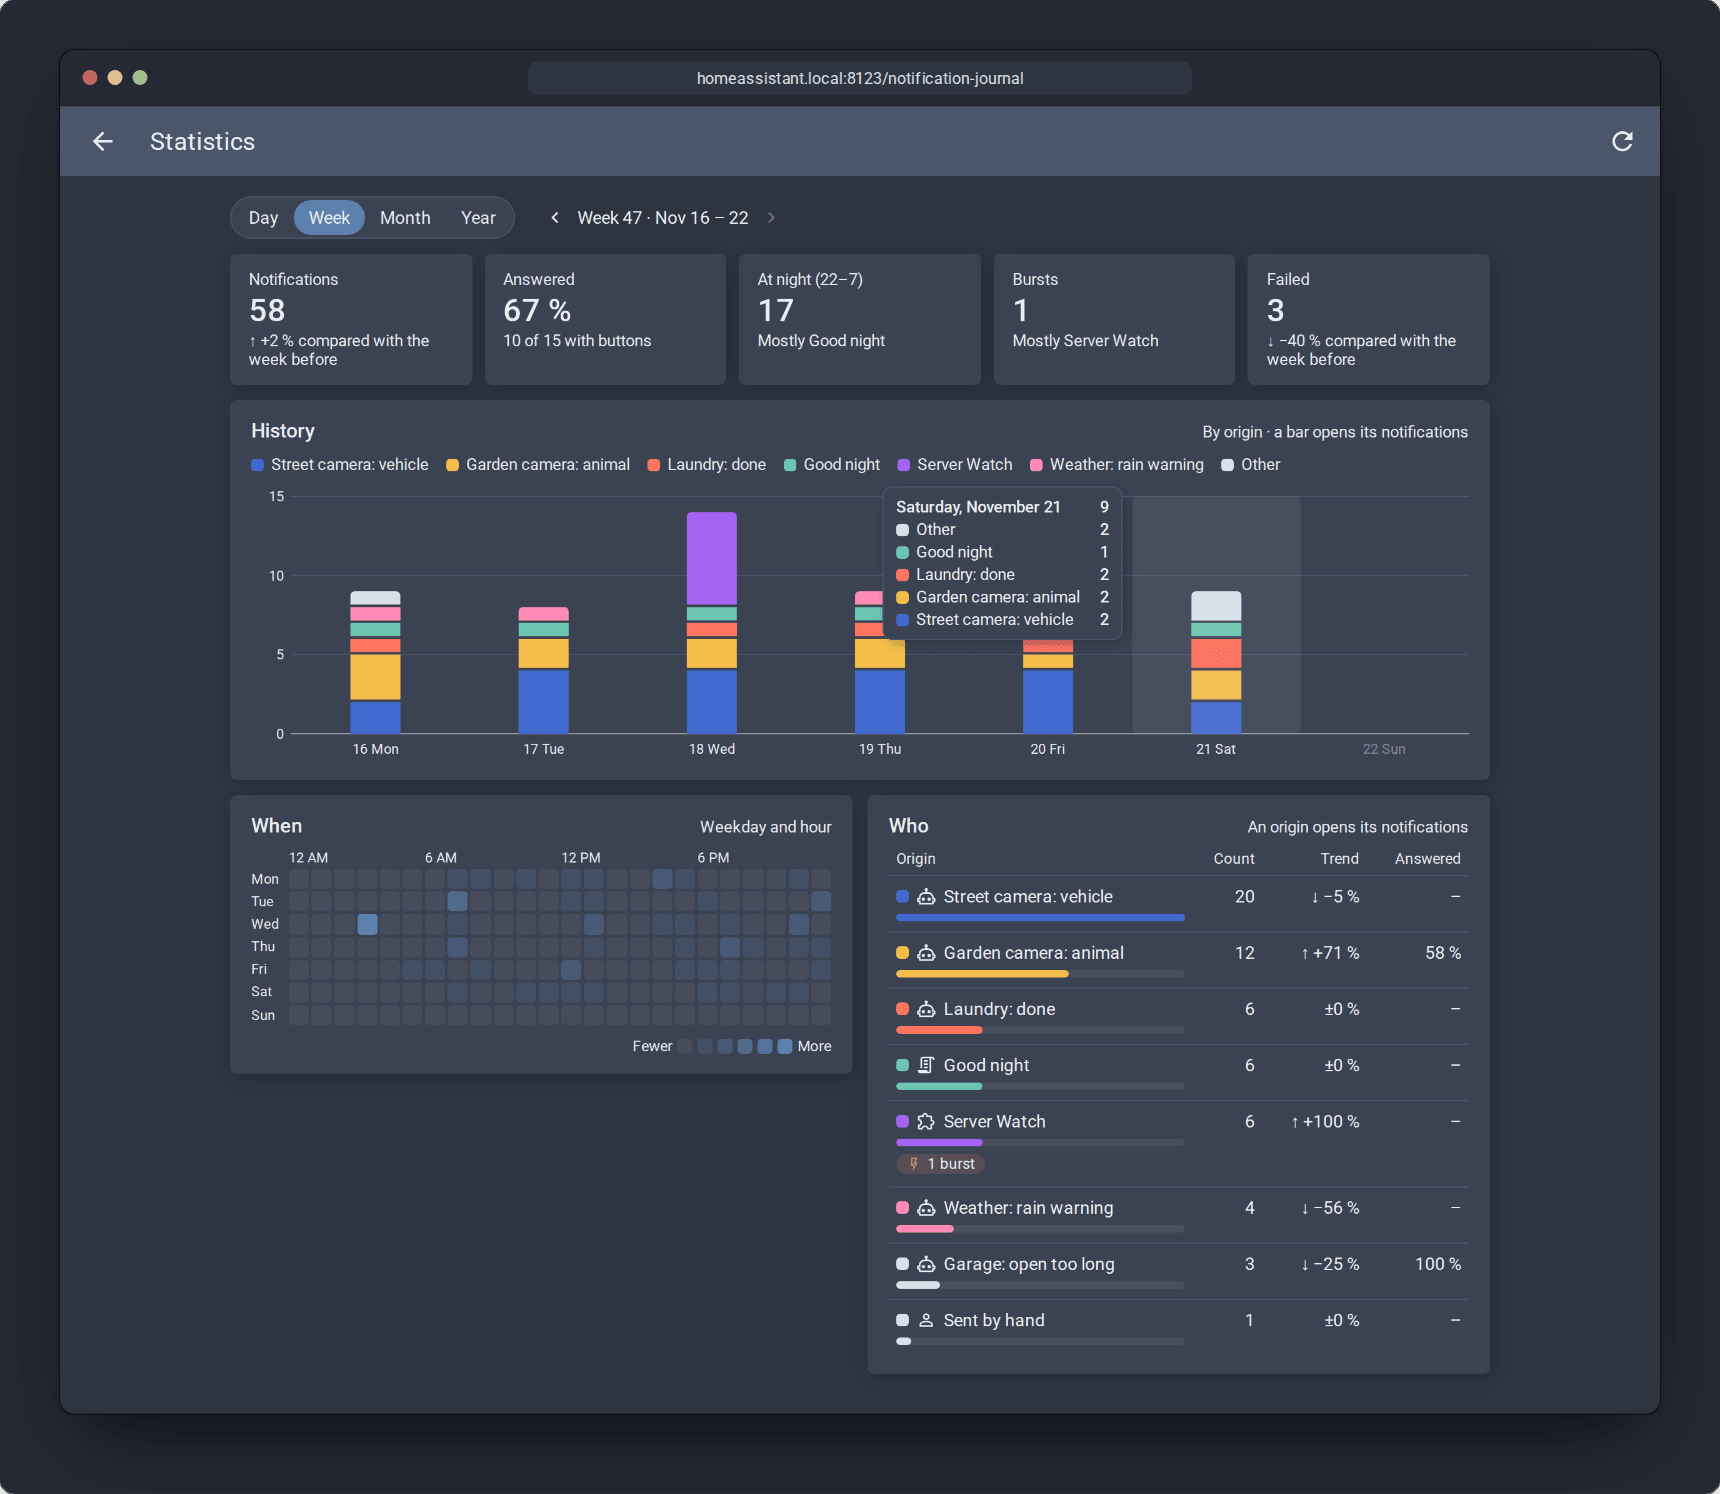 homeassistant.local:8123/notification-journal
Statistics
Day Week Month Year Week 47 · Nov 16 – 22
Notifications
58
↑ +2 % compared with the
week before
Answered
67 %
10 of 15 with buttons
At night (22–7)
17
Mostly Good night
Bursts
1
Mostly Server Watch
Failed
3
↓ −40 % compared with the
week before
History
By origin · a bar opens its notifications
Street camera: vehicle Garden camera: animal Laundry: done Good night Server Watch Weather: rain warning Other
15
10
5
0
Saturday, November 21 9
Other 2
Good night 1
Laundry: done 2
Garden camera: animal 2
Street camera: vehicle 2
16 Mon 17 Tue 18 Wed 19 Thu 20 Fri 21 Sat 22 Sun
When
Weekday and hour
12 AM 6 AM 12 PM 6 PM
Mon
Tue
Wed
Thu
Fri
Sat
Sun
Fewer More
Who
An origin opens its notifications
Origin Count Trend Answered
Street camera: vehicle 20 ↓ −5 % –
Garden camera: animal 12 ↑ +71 % 58 %
Laundry: done 6 ±0 % –
Good night 6 ±0 % –
Server Watch 6 ↑ +100 % –
1 burst
Weather: rain warning 4 ↓ −56 % –
Garage: open too long 3 ↓ −25 % 100 %
Sent by hand 1 ±0 % –